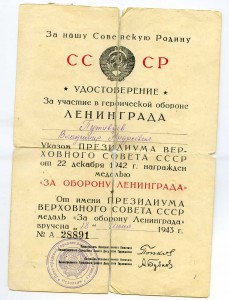 За нашу Советскую Родину
СС СР
УДОСТОВЕРЕНИЕ
За участие в героической обороне
ЛЕНИНГРАДА
Указом ПРЕЗИДИУМА ВЕР-
ХОВНОГО СОВЕТА СССР
от 22 декабря 1942 г. награжден
медалью
«ЗА ОБОРОНУ ЛЕНИНГРАДА»
От имени ПРЕЗИДИУМА
ВЕРХОВНОГО СОВЕТА СССР
медаль «За оборону Ленинграда»
вручена 1943 г.
№ А 28891